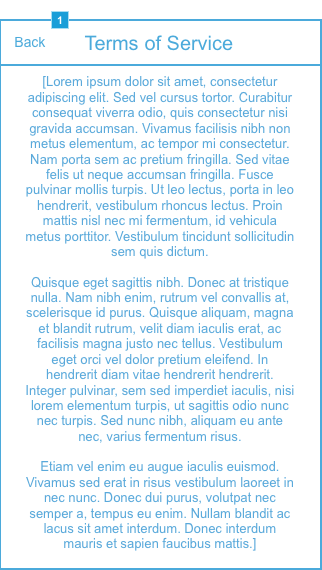 1
Back Terms of Service
[Lorem ipsum dolor sit amet, consectetur
adipiscing elit. Sed vel cursus tortor. Curabitur
consequat viverra odio, quis consectetur nisi
gravida accumsan. Vivamus facilisis nibh non
metus elementum, ac tempor mi consectetur.
Nam porta sem ac pretium fringilla. Sed vitae
felis ut neque accumsan fringilla. Fusce
pulvinar mollis turpis. Ut leo lectus, porta in leo
hendrerit, vestibulum rhoncus lectus. Proin
mattis nisl nec mi fermentum, id vehicula
metus porttitor. Vestibulum tincidunt sollicitudin
sem quis dictum.
Quisque eget sagittis nibh. Donec at tristique
nulla. Nam nibh enim, rutrum vel convallis at,
scelerisque id purus. Quisque aliquam, magna
et blandit rutrum, velit diam iaculis erat, ac
facilisis magna justo nec tellus. Vestibulum
eget orci vel dolor pretium eleifend. In
hendrerit diam vitae hendrerit hendrerit.
Integer pulvinar, sem sed imperdiet iaculis, nisi
lorem elementum turpis, ut sagittis odio nunc
nec turpis. Sed nunc nibh, aliquam eu ante
nec, varius fermentum risus.
Etiam vel enim eu augue iaculis euismod.
Vivamus sed erat in risus vestibulum laoreet in
nec nunc. Donec dui purus, volutpat nec
semper a, tempus eu enim. Nullam blandit ac
lacus sit amet interdum. Donec interdum
mauris et sapien faucibus mattis.]